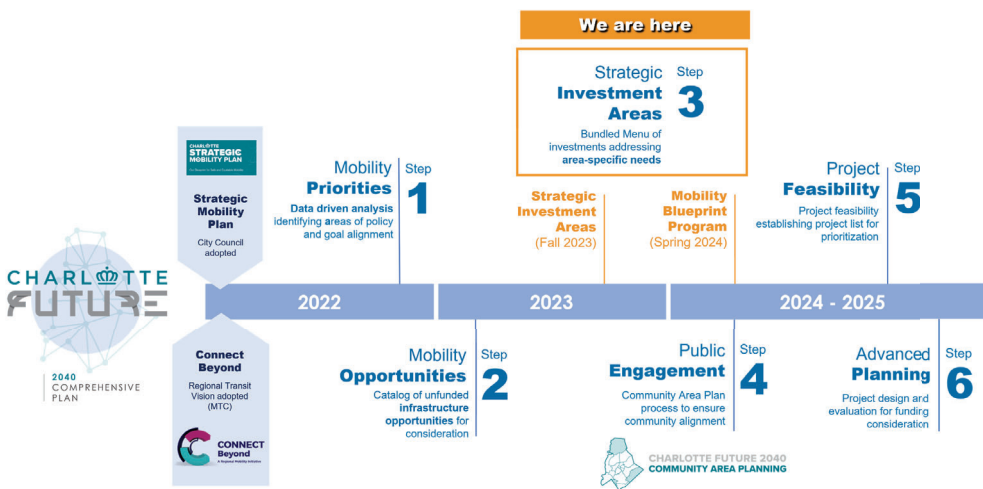 We are here
Strategic
Investment
Areas
Step
3
Bundled Menu of
investments addressing
area-specific needs
CHARLOTTE
STRATEGIC
MOBILITY PLAN
Strategic
Mobility
Plan
City Council
adopted
Mobility
Priorities
Step
1
Data driven analysis
identifying areas of policy
and goal alignment
Strategic
Investment
Areas
(Fall 2023)
Mobility
Blueprint
Program
(Spring 2024)
Project
Feasibility
Step
5
Project feasibility
establishing project list for
prioritization
CHARLOTTE
FUTURE
2040
COMPREHENSIVE
PLAN
2022
2023
2024 - 2025
Connect
Beyond
Regional Transit
Vision adopted
(MTC)
CONNECT
Beyond
A Regional Mobility Initiative
Mobility
Opportunities
Step
2
Catalog of unfunded
infrastructure
opportunities for
consideration
Public
Engagement
Step
4
Community Area Plan
process to ensure
community alignment
CHARLOTTE FUTURE 2040
COMMUNITY AREA PLANNING
Advanced
Planning
Step
6
Project design and
evaluation for funding
consideration